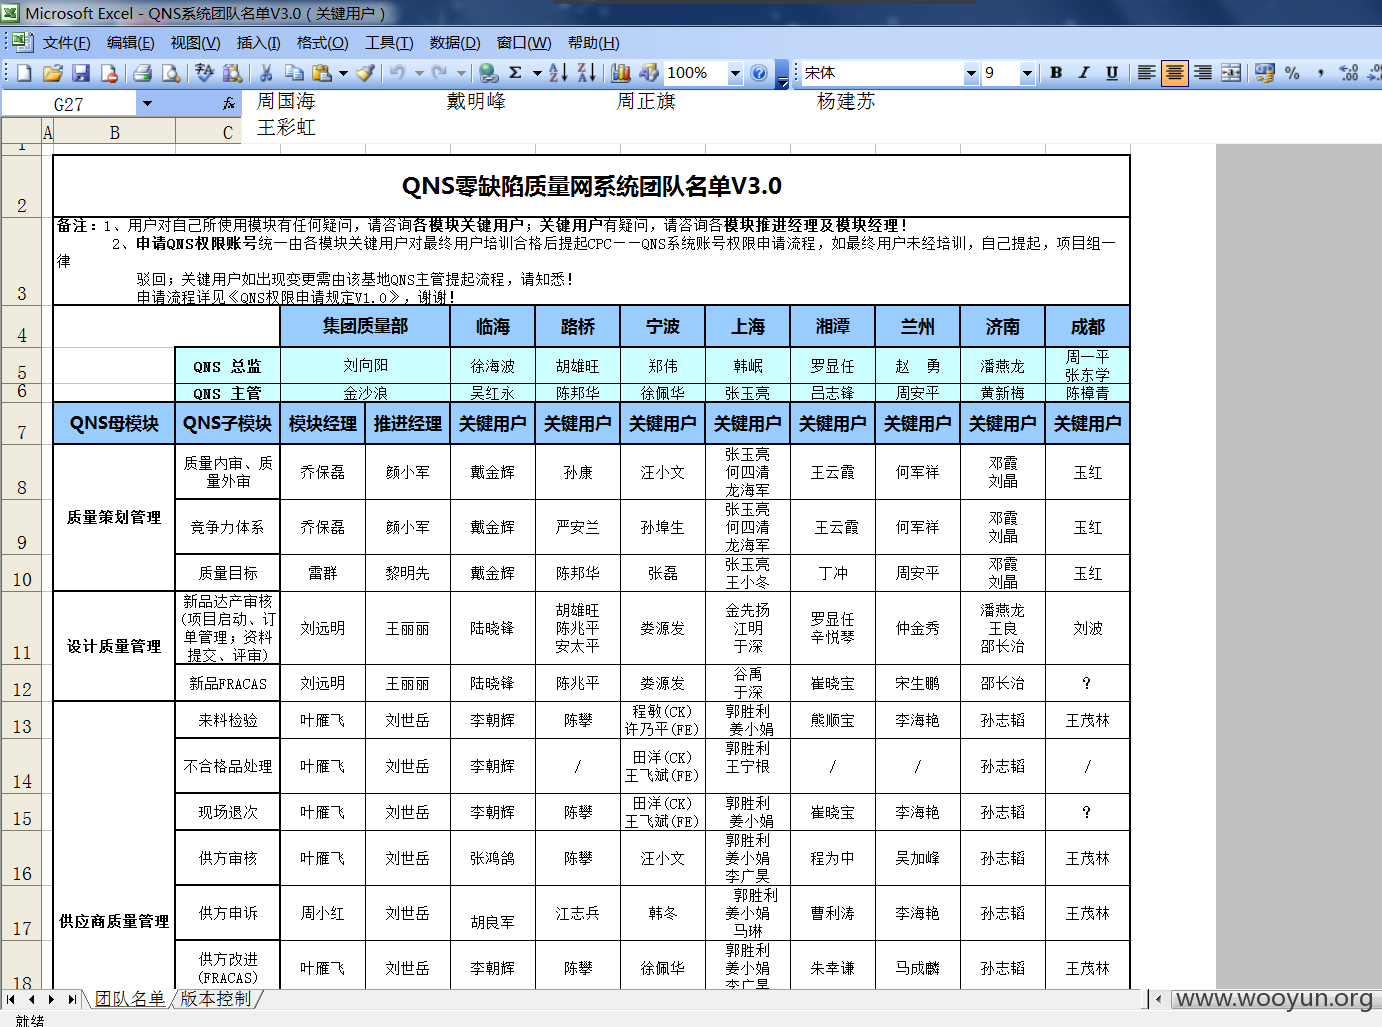 Microsoft Excel - QNS系统团队名单V3.0（关键用户）
文件(F) 编辑(E) 视图(V) 插入(I) 格式(O) 工具(T) 数据(D) 窗口(W) 帮助(H)
100% 宋体 9 B I U
G27 fx 周国海 戴明峰 周正旗 杨建苏
王彩虹
A B C
1
2 QNS零缺陷质量网系统团队名单V3.0
备注：1、用户对自己所使用模块有任何疑问，请咨询各模块关键用户；关键用户有疑问，请咨询各模块推进经理及模块经理！
2、申请QNS权限账号统一由各模块关键用户对最终用户培训合格后提起CPC——QNS系统账号权限申请流程，如最终用户未经培训，自己提起，项目组一
律
驳回；关键用户如出现变更需由该基地QNS主管提起流程，请知悉！
3 申请流程详见《QNS权限申请规定V1.0》，谢谢！
4 集团质量部 临海 路桥 宁波 上海 湘潭 兰州 济南 成都
5 QNS 总监 刘向阳 徐海波 胡雄旺 郑伟 韩岷 罗显任 赵 勇 潘燕龙 周一平
张东学
6 QNS 主管 金沙浪 吴红永 陈邦华 徐佩华 张玉亮 吕志锋 周安平 黄新梅 陈樟青
7 QNS母模块 QNS子模块 模块经理 推进经理 关键用户 关键用户 关键用户 关键用户 关键用户 关键用户 关键用户 关键用户
8 质量内审、质
量外审 乔保磊 颜小军 戴金辉 孙康 汪小文 张玉亮
何四清
龙海军 王云霞 何军祥 邓霞
刘晶 玉红
质量策划管理
9 竞争力体系 乔保磊 颜小军 戴金辉 严安兰 孙埠生 张玉亮
何四清
龙海军 王云霞 何军祥 邓霞
刘晶 玉红
10 质量目标 雷群 黎明先 戴金辉 陈邦华 张磊 张玉亮
王小冬 丁冲 周安平 邓霞
刘晶 玉红
11 新品达产审核
(项目启动、订
单管理；资料
提交、评审) 刘远明 王丽丽 陆晓锋 胡雄旺
陈兆平
安太平 娄源发 金先扬
江明
于深 罗显任
辛悦琴 仲金秀 潘燕龙
王良
邵长治 刘波
设计质量管理
12 新品FRACAS 刘远明 王丽丽 陆晓锋 陈兆平 娄源发 谷禹
于深 崔晓宝 宋生鹏 邵长治 ?
13 来料检验 叶雁飞 刘世岳 李朝辉 陈攀 程敏(CK)
许乃平(FE) 郭胜利
姜小娟 熊顺宝 李海艳 孙志韬 王茂林
14 不合格品处理 叶雁飞 刘世岳 李朝辉 / 田洋(CK)
王飞斌(FE) 郭胜利
王宁根 / / 孙志韬 /
15 现场退次 叶雁飞 刘世岳 李朝辉 陈攀 田洋(CK)
王飞斌(FE) 郭胜利
姜小娟 崔晓宝 李海艳 孙志韬 ?
16 供方审核 叶雁飞 刘世岳 张鸿鹄 陈攀 汪小文 郭胜利
姜小娟
李广昊 程为中 吴加峰 孙志韬 王茂林
17 供应商质量管理 供方申诉 周小红 刘世岳 胡良军 江志兵 韩冬 郭胜利
姜小娟
马琳 曹利涛 李海艳 孙志韬 王茂林
18 供方改进
(FRACAS) 叶雁飞 刘世岳 李朝辉 陈攀 徐佩华 郭胜利
姜小娟
李广昊 朱幸谦 马成麟 孙志韬 王茂林
团队名单 版本控制
www.wooyun.org
就绪